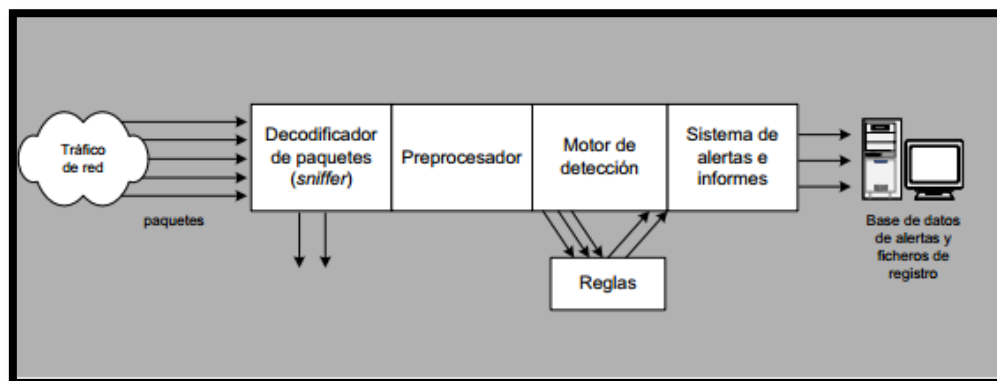 Tráfico
de red
paquetes
Decodificador
de paquetes
(sniffer)
Preprocesador
Motor de
detección
Sistema de
alertas e
informes
Reglas
Base de datos
de alertas y
ficheros de
registro